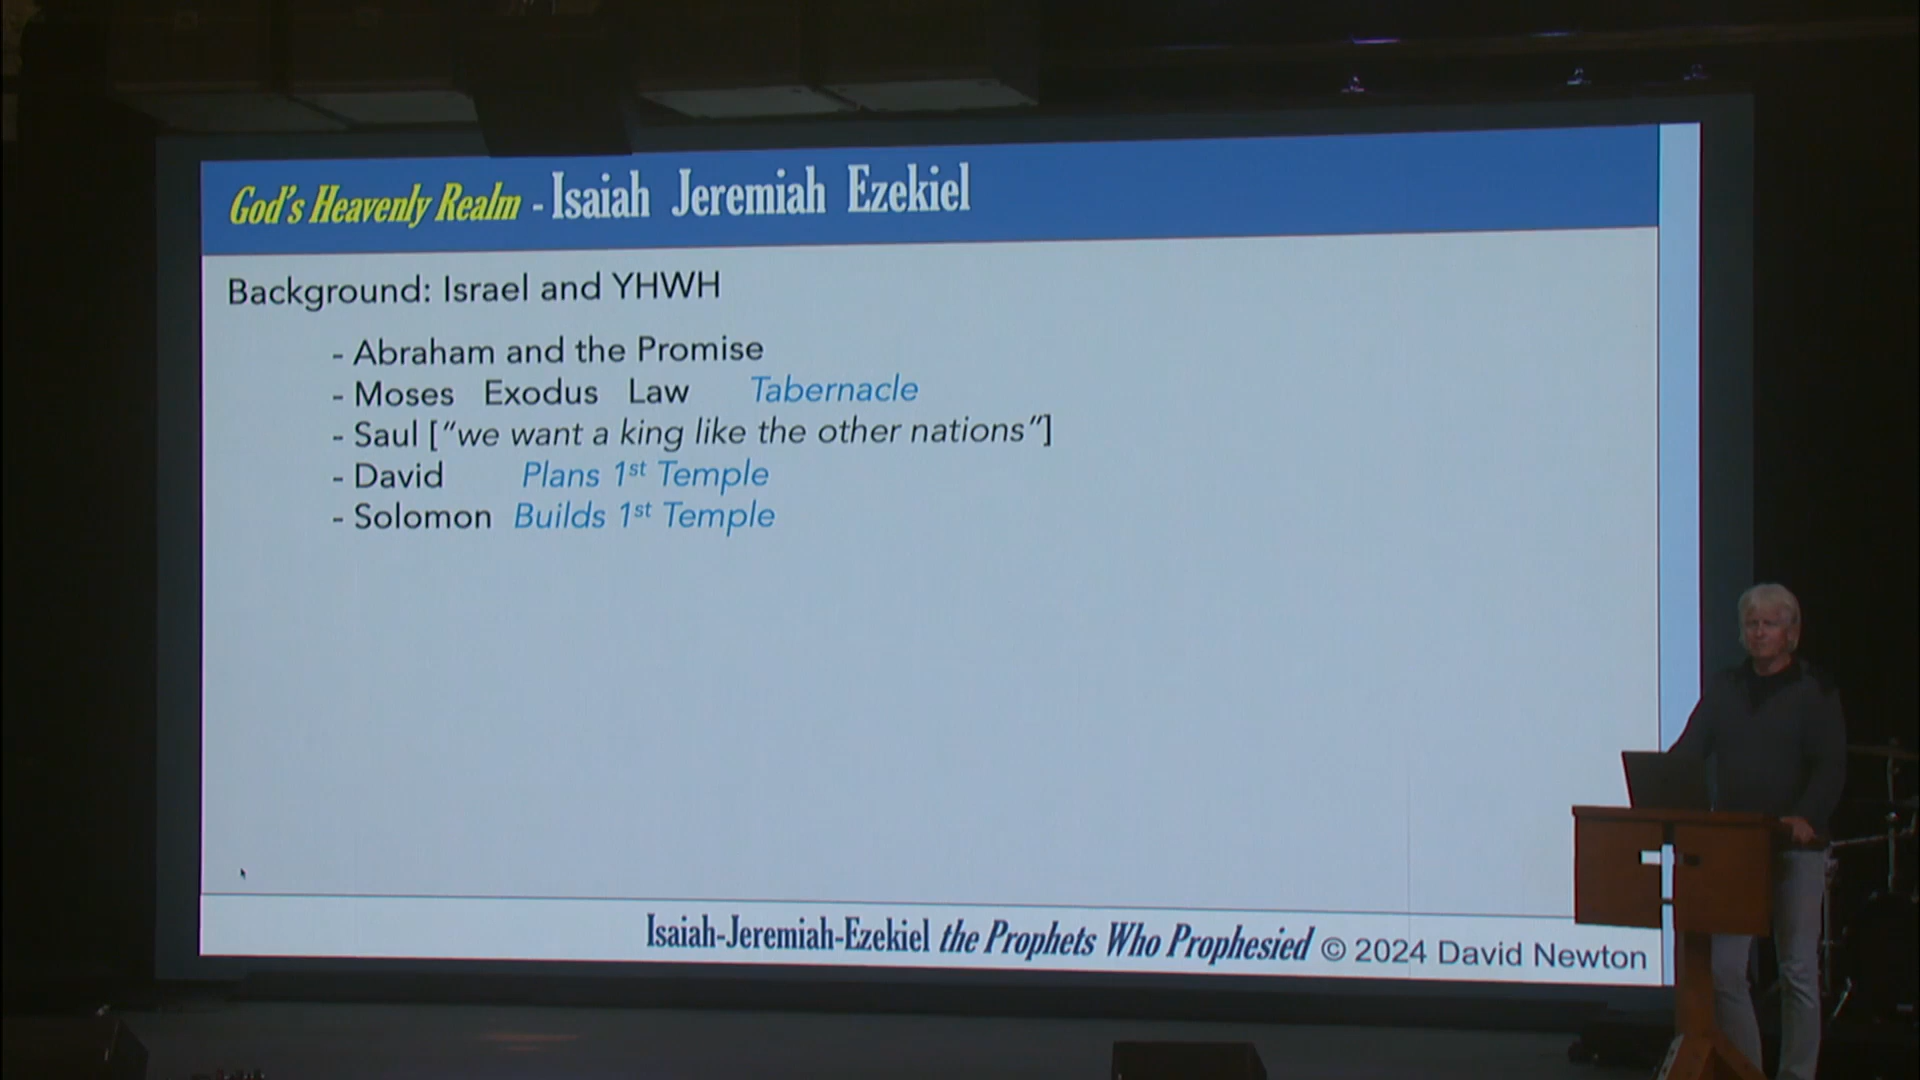 God's Heavenly Realm - Isaiah Jeremiah Ezekiel
Background: Israel and YHWH
- Abraham and the Promise
- Moses Exodus Law Tabernacle
- Saul [“we want a king like the other nations”]
- David Plans 1st Temple
- Solomon Builds 1st Temple
Isaiah-Jeremiah-Ezekiel the Prophets Who Prophesied © 2024 David Newton